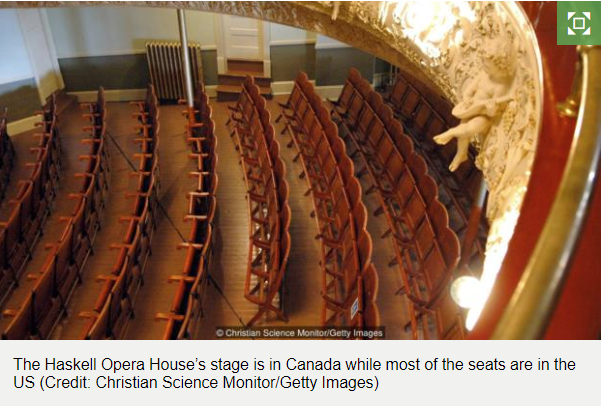 © Christian Science Monitor/Getty Images
The Haskell Opera House’s stage is in Canada while most of the seats are in the
US (Credit: Christian Science Monitor/Getty Images)